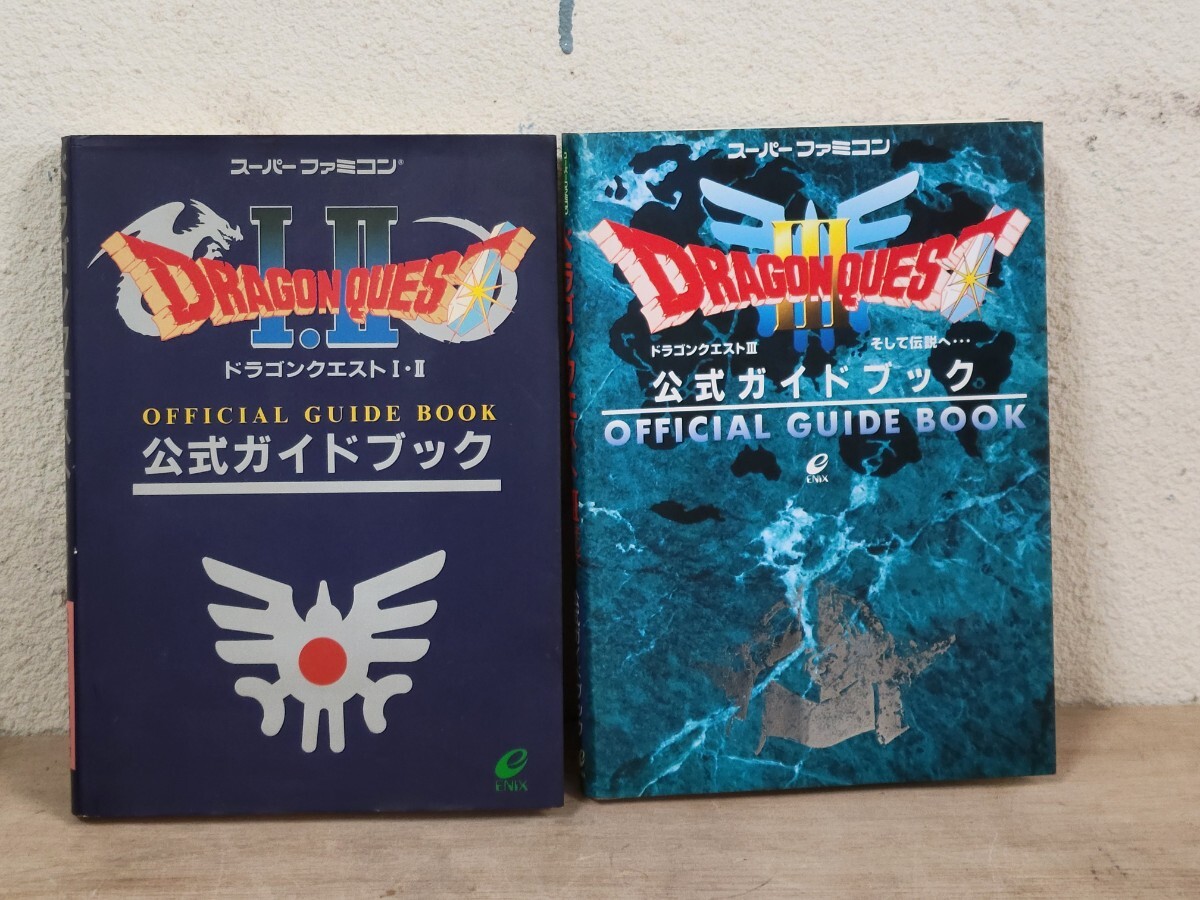 スーパーファミコン®
I・II
DRAGON QUEST
ドラゴンクエストⅠ・Ⅱ
OFFICIAL GUIDE BOOK
公式ガイドブック
ENIX
スーパーファミコン
III
DRAGON QUEST
ドラゴンクエストⅢ
そして伝説へ・・・
公式ガイドブック
OFFICIAL GUIDE BOOK
ENIX